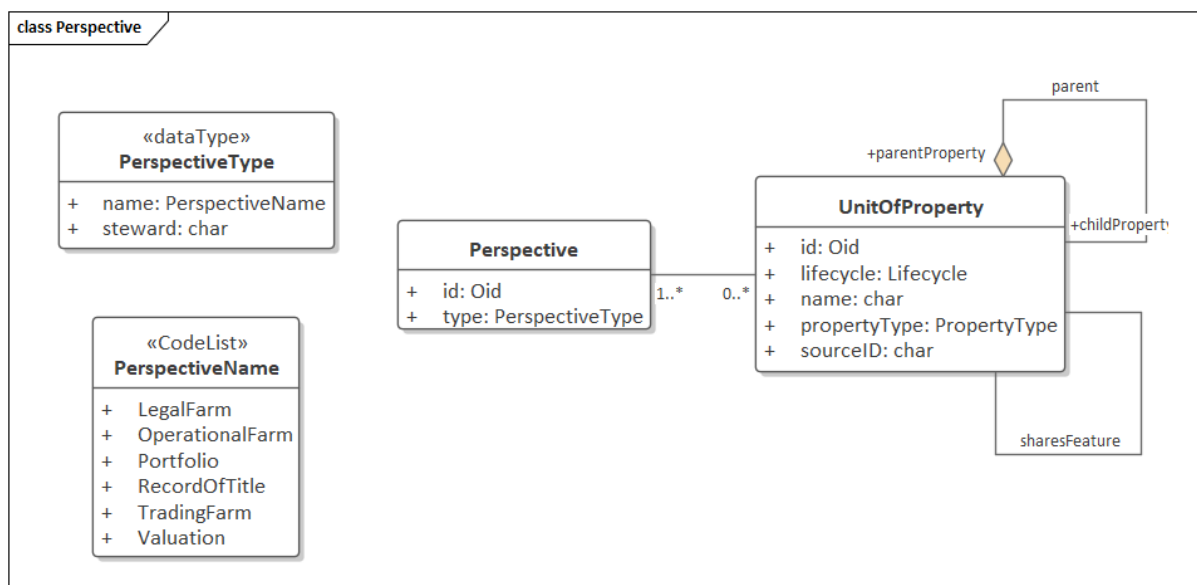 class Perspective
«dataType»
PerspectiveType
+ name: PerspectiveName
+ steward: char
«CodeList»
PerspectiveName
+ LegalFarm
+ OperationalFarm
+ Portfolio
+ RecordOfTitle
+ TradingFarm
+ Valuation
Perspective
+ id: Oid
+ type: PerspectiveType
1..*
0..*
parent
+parentProperty
UnitOfProperty
+ id: Oid
+ lifecycle: Lifecycle
+ name: char
+ propertyType: PropertyType
+ sourceID: char
+childProperty
sharesFeature